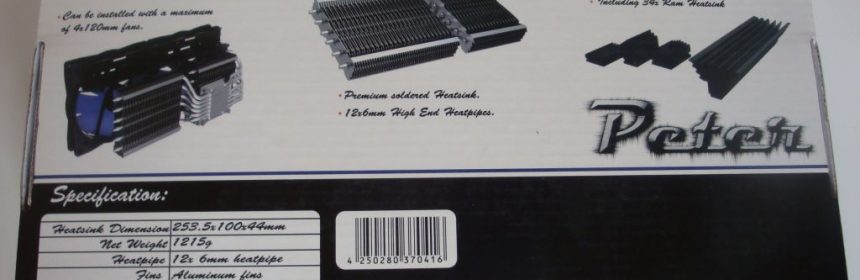 · Can be installed with a maximum
of 4x120mm fans.
· Including 34x Ram Heatsink
· Premium soldered Heatsink.
· 12x6mm High End Heatpipes.
Peter
Specification:
Heatsink Dimension 253.5x100x44mm
Net Weight 1215g
Heatpipe 12x 6mm heatpipe
Fins Aluminum fins
4 250280 370416